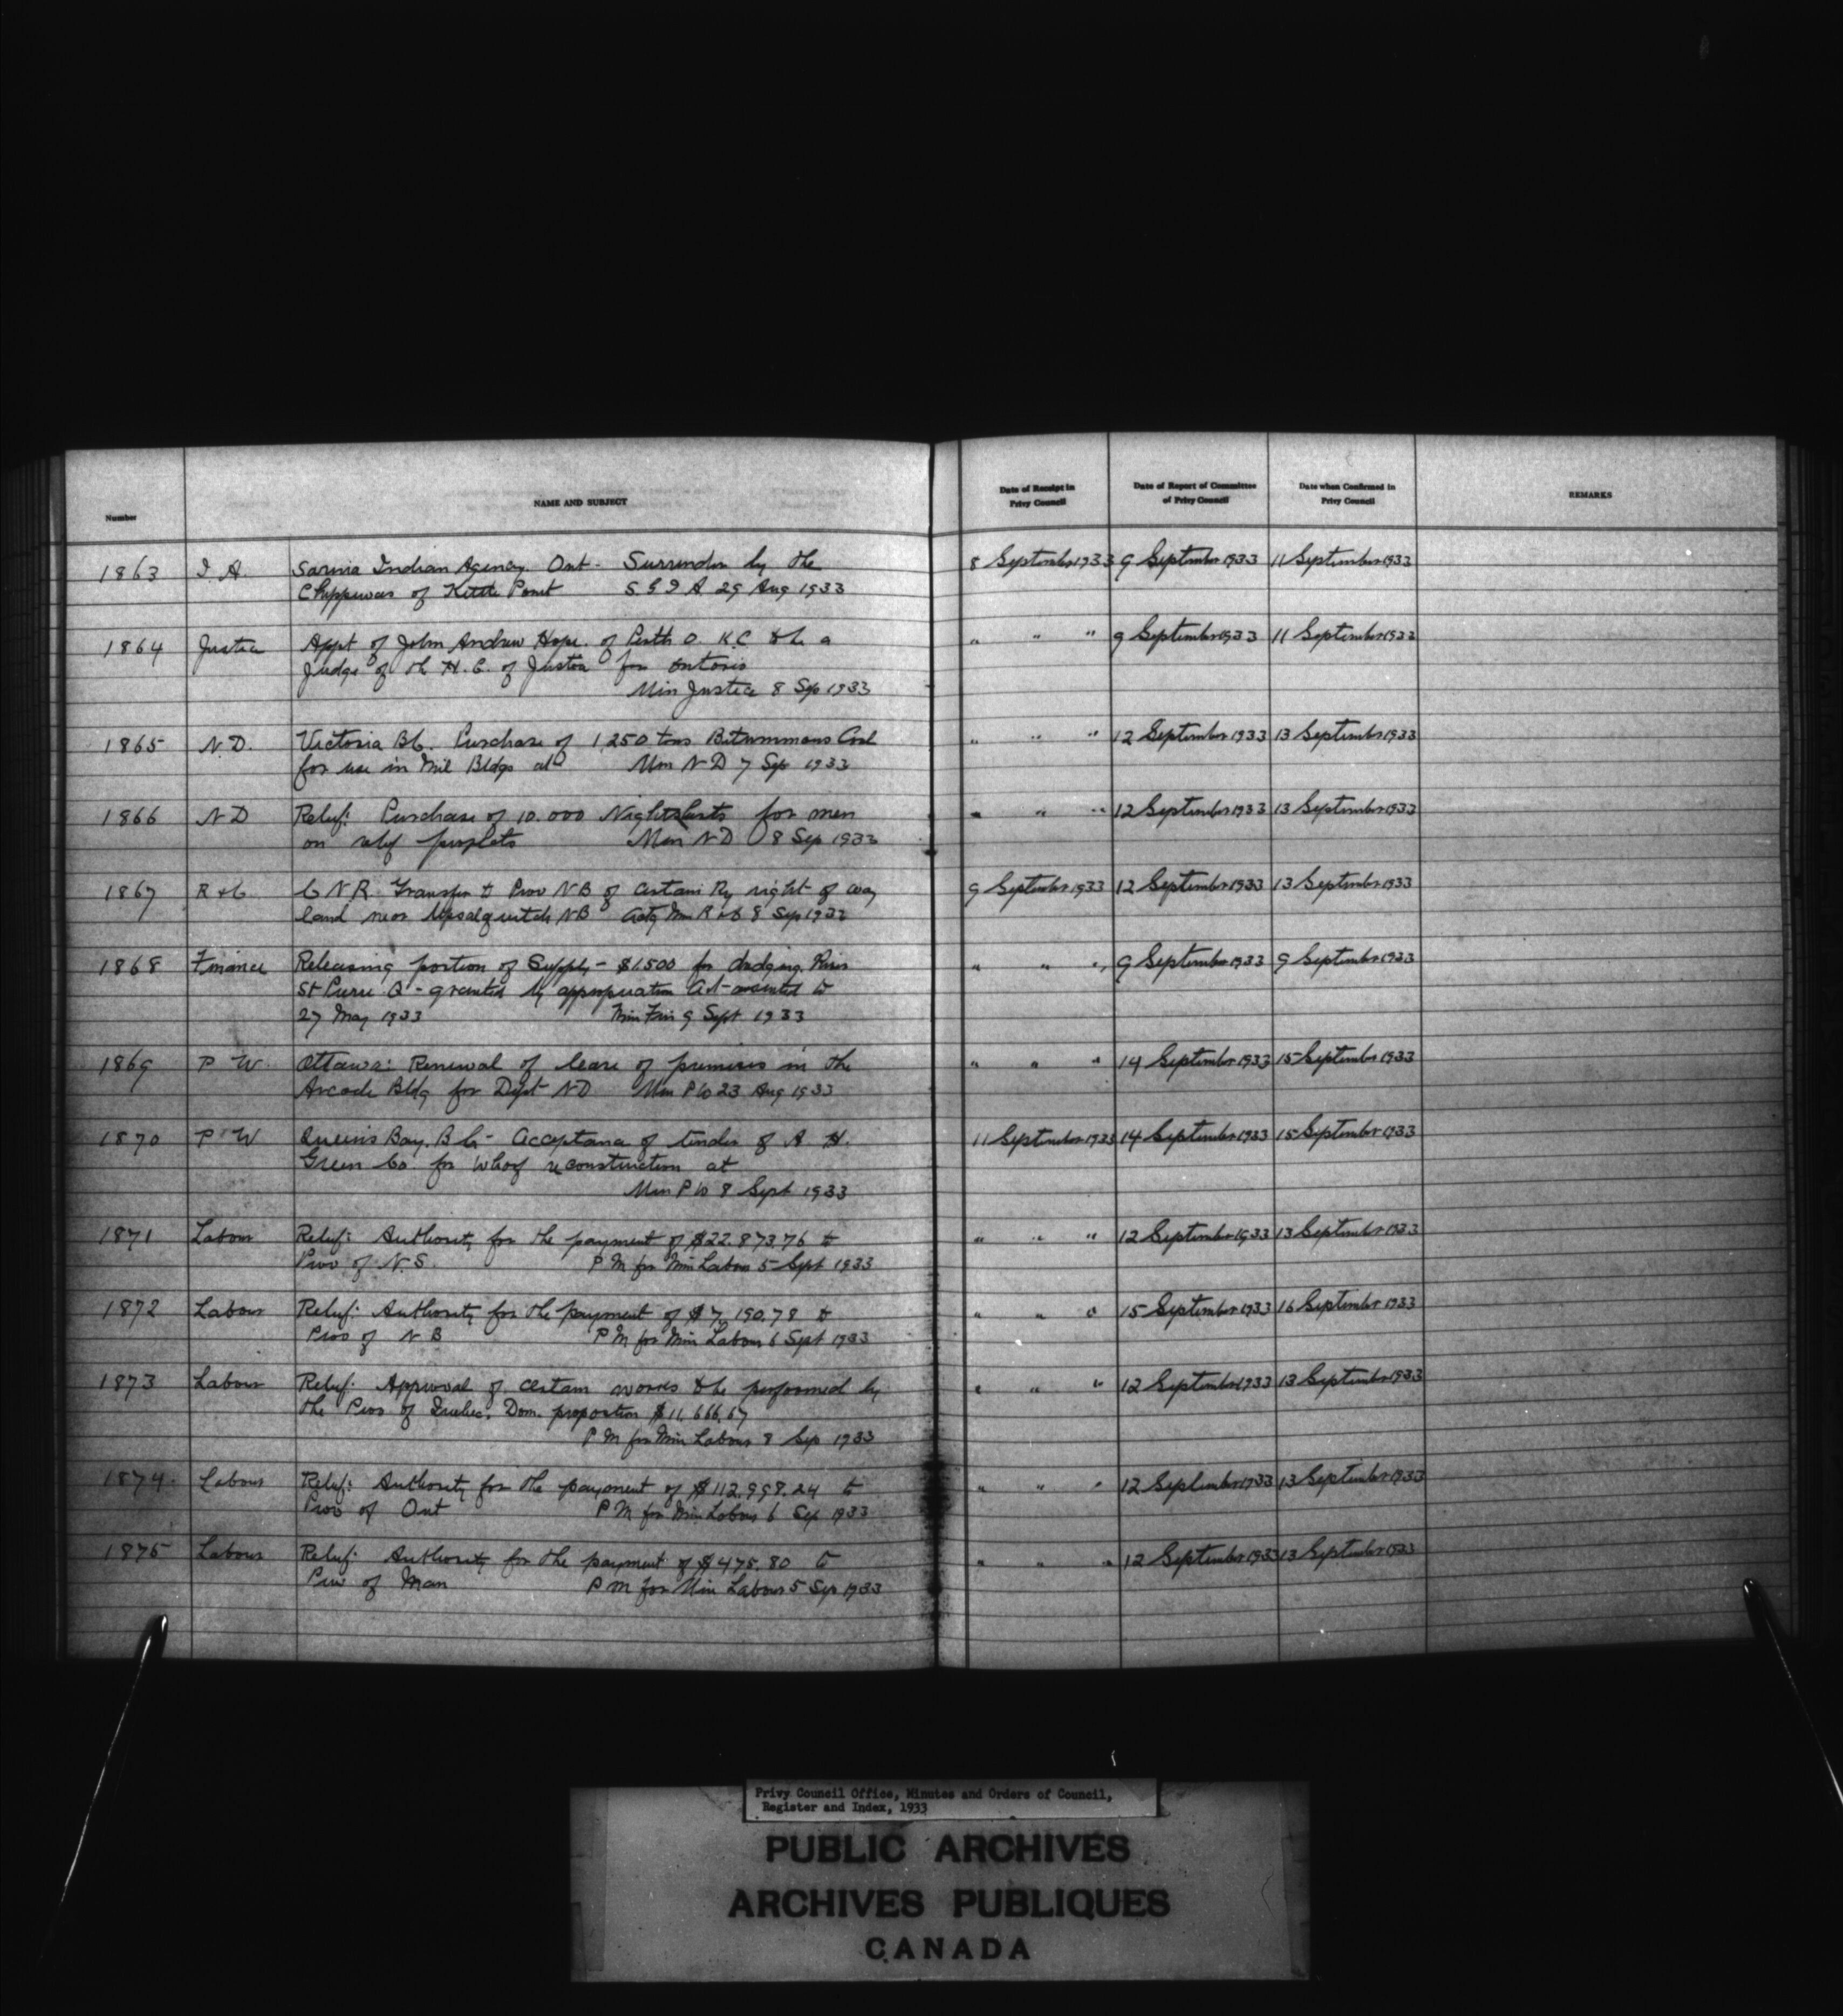 Number
NAME AND SUBJECT
Date of Receipt in
Privy Council
Date of Report of Committee
of Privy Council
Date when Confirmed in
Privy Council
REMARKS
1863 I A. Sarnia Indian Agency. Ont. Surrender by the 8 September 1933 9 September 1933 11 September 1933
Chippewas of Kettle Point S G I A 29 Aug 1933
1864 Justice Appt of John Andrew Hope of Perth O. K.C to be a " " " 9 September 1933 11 September 1933
Judge of the H. C. of Justice for Ontario
Min Justice 8 Sep 1933
1865 N.D. Victoria B.C. Purchase of 1250 tons Bituminous Coal " " " 12 September 1933 13 September 1933
for use in Mil Bldgs at Min N D 7 Sep 1933
1866 N D Relief: Purchase of 10.000 Nightshirts for men " " " 12 September 1933 13 September 1933
on relief projects Min N D 8 Sep 1933
1867 R & C C N R. Transfer to Prov N B of certain Ry right of way 9 September 1933 12 September 1933 13 September 1933
land near Upsalquitch N B Actg Min R & C 8 Sep 1933
1868 Finance Releasing portion of Supply - $1.500 for dredging River " " " 9 September 1933 9 September 1933
St Pierre Q - granted by appropriation Act assented to
27 May 1933 Min Fin 9 Sept 1933
1869 P W. Ottawa: Renewal of lease of premises in the " " " 14 September 1933 15 September 1933
Arcade Bldg for Dept N D Min P W 23 Aug 1933
1870 P W Queens Bay. B C - Acceptance of tender of A H. 11 September 1933 14 September 1933 15 September 1933
Green Co. for Wharf reconstruction at
Min P W 8 Sept 1933
1871 Labour Relief: Authority for the payment of $22.873.76 to " " " 12 September 1933 13 September 1933
Prov of N.S. P M for Min Labour 5 Sept 1933
1872 Labour Relief: Authority for the payment of $7,190.78 to " " " 15 September 1933 16 September 1933
Prov of N B P M for Min Labour 6 Sept 1933
1873 Labour Relief: Approval of certain works to be performed by " " " 12 September 1933 13 September 1933
the Prov of Quebec. Dom. proportion $11,666.67
P M for Min Labour 8 Sep 1933
1874. Labour Relief: Authority for the payment of $112.998.24 to " " " 12 September 1933 13 September 1933
Prov of Ont P M for Min Labour 6 Sep 1933
1875 Labour Relief: Authority for the payment of $475.80 to " " " 12 September 1933 13 September 1933
Prov of Man P M for Min Labour 5 Sep 1933
Privy Council Office, Minutes and Orders of Council,
Register and Index, 1933
PUBLIC ARCHIVES
ARCHIVES PUBLIQUES
CANADA